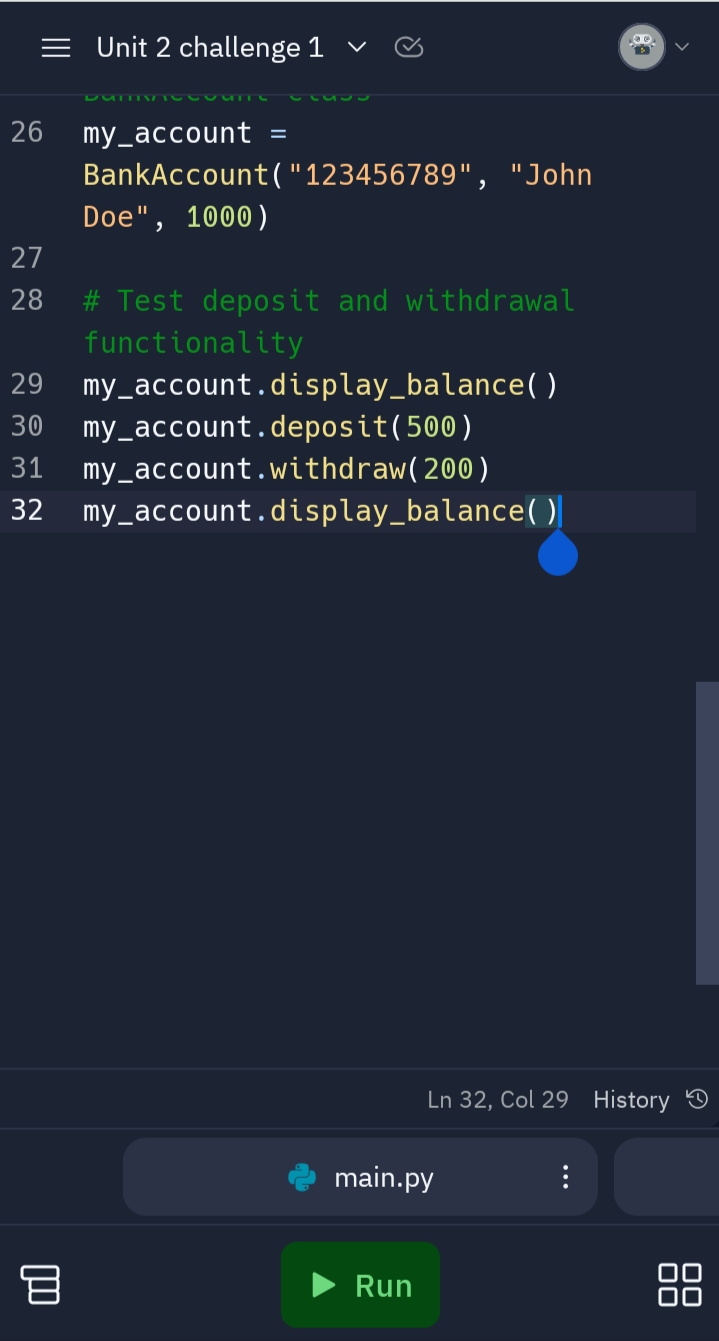 Unit 2 challenge 1
BankAccount class
26 my_account =
BankAccount("123456789", "John
Doe", 1000)
27
28 # Test deposit and withdrawal
functionality
29 my_account.display_balance()
30 my_account.deposit(500)
31 my_account.withdraw(200)
32 my_account.display_balance()
Ln 32, Col 29 History
main.py
Run